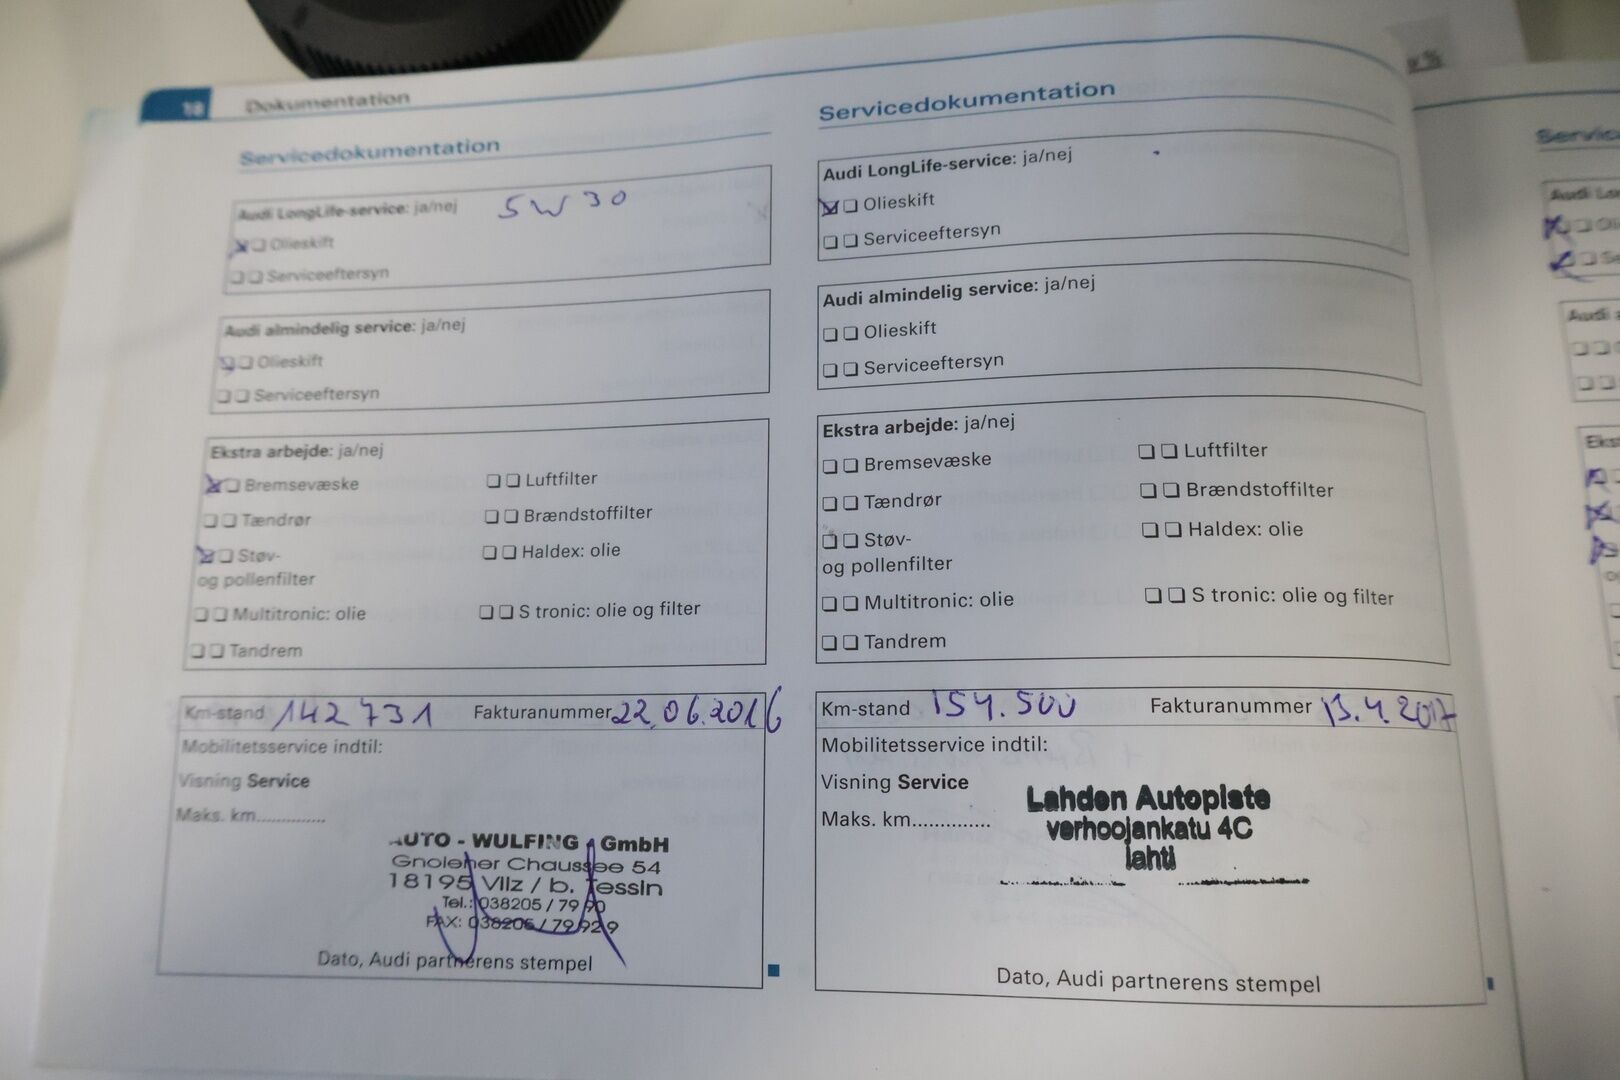 18 Dokumentation
Servicedokumentation
Audi LongLife-service: ja/nej 5W30
Olieskift
Serviceeftersyn
Audi almindelig service: ja/nej
Olieskift
Serviceeftersyn
Ekstra arbejde: ja/nej
Bremsevæske Luftfilter
Tændrør Brændstoffilter
Støv- Haldex: olie
og pollenfilter
Multitronic: olie S tronic: olie og filter
Tandrem
Km-stand 142731 Fakturanummer 22.06.2016
Mobilitetsservice indtil:
Visning Service
Maks. km..............
AUTO - WULFING GmbH
Gnoiener Chaussee 54
18195 Vilz / b. Tessin
Tel.: 038205 / 79 90
FAX: 038205 / 79 92 9
Dato, Audi partnerens stempel
Servicedokumentation
Audi LongLife-service: ja/nej
Olieskift
Serviceeftersyn
Audi almindelig service: ja/nej
Olieskift
Serviceeftersyn
Ekstra arbejde: ja/nej
Bremsevæske Luftfilter
Tændrør Brændstoffilter
Støv- Haldex: olie
og pollenfilter
Multitronic: olie S tronic: olie og filter
Tandrem
Km-stand 154.500 Fakturanummer 13.4.2017
Mobilitetsservice indtil:
Visning Service
Maks. km..............
Lahden Autopiste
verhoojankatu 4C
lahti
Dato, Audi partnerens stempel